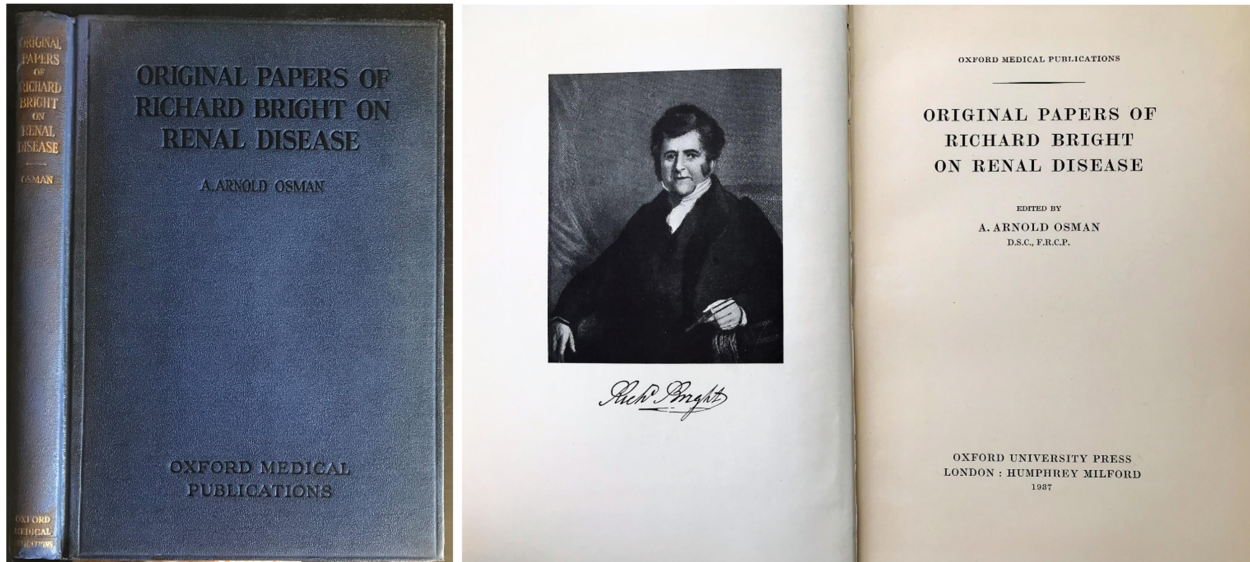 ORIGINAL
PAPERS
OF
RICHARD
BRIGHT
ON
RENAL
DISEASE
OSMAN
OXFORD
MEDICAL
PUBLICATIONS
ORIGINAL PAPERS OF
RICHARD BRIGHT ON
RENAL DISEASE
A. ARNOLD OSMAN
OXFORD MEDICAL
PUBLICATIONS
Richd Bright
OXFORD MEDICAL PUBLICATIONS
ORIGINAL PAPERS OF
RICHARD BRIGHT
ON RENAL DISEASE
EDITED BY
A. ARNOLD OSMAN
D.S.C., F.R.C.P.
OXFORD UNIVERSITY PRESS
LONDON : HUMPHREY MILFORD
1937